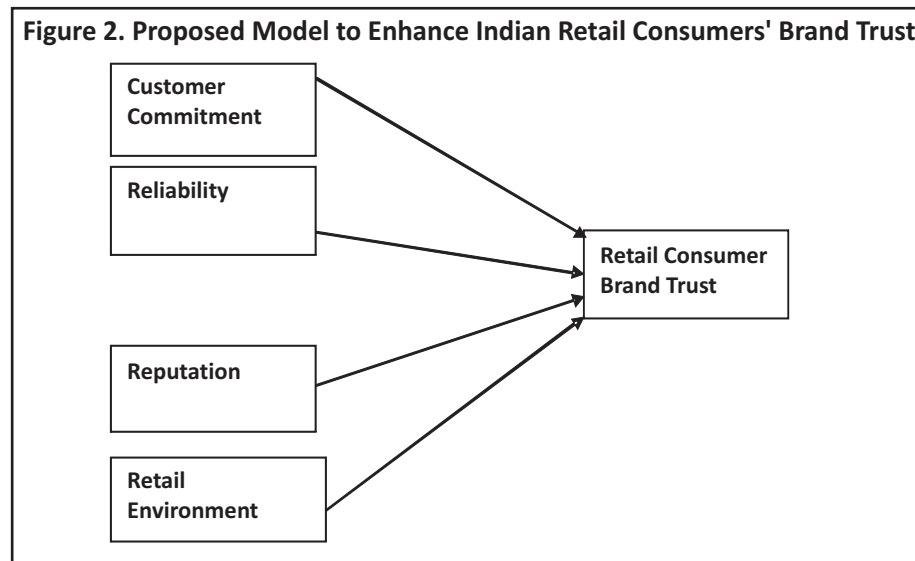 Figure 2. Proposed Model to Enhance Indian Retail Consumers' Brand Trust
Customer
Commitment
Reliability
Retail Consumer
Brand Trust
Reputation
Retail
Environment